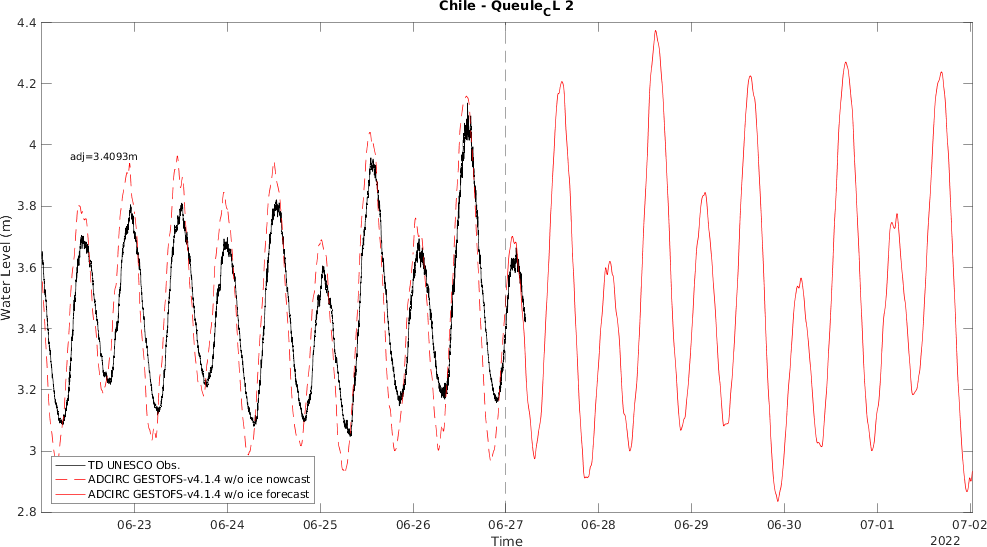 Chile - Queule_CL 2
4.4
4.2
4
3.8
3.6
3.4
3.2
3
2.8
Water Level (m)
adj=3.4093m
TD UNESCO Obs.
ADCIRC GESTOFS-v4.1.4 w/o ice nowcast
ADCIRC GESTOFS-v4.1.4 w/o ice forecast
06-23 06-24 06-25 06-26 06-27 06-28 06-29 06-30 07-01 07-02
Time
2022